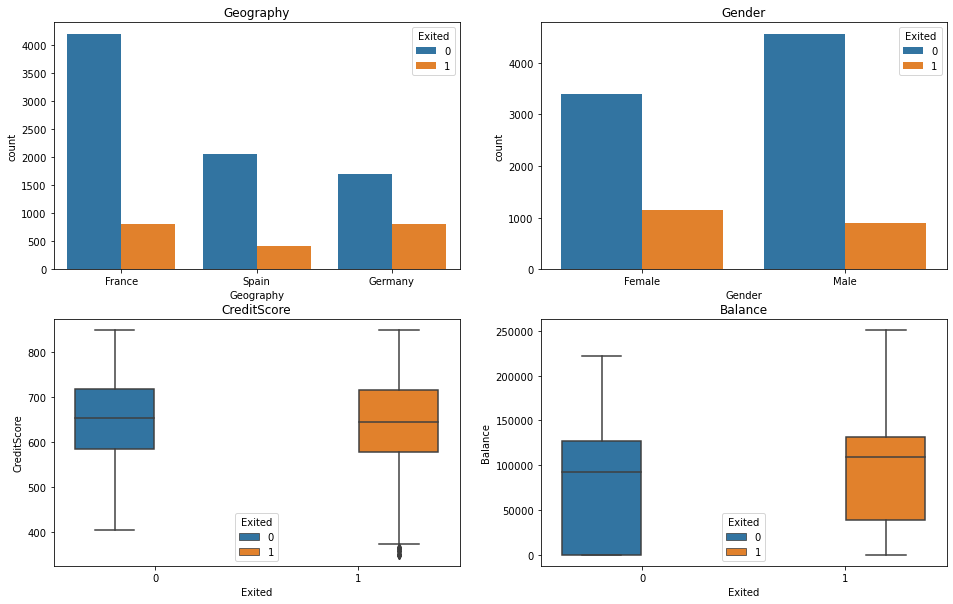 Geography
count
4000
3500
3000
2500
2000
1500
1000
500
0
Exited
0
1
France Spain Germany
Geography
Gender
count
4000
3000
2000
1000
0
Exited
0
1
Female Male
Gender
CreditScore
CreditScore
800
700
600
500
400
Exited
0
1
0 1
Exited
Balance
Balance
250000
200000
150000
100000
50000
0
Exited
0
1
0 1
Exited